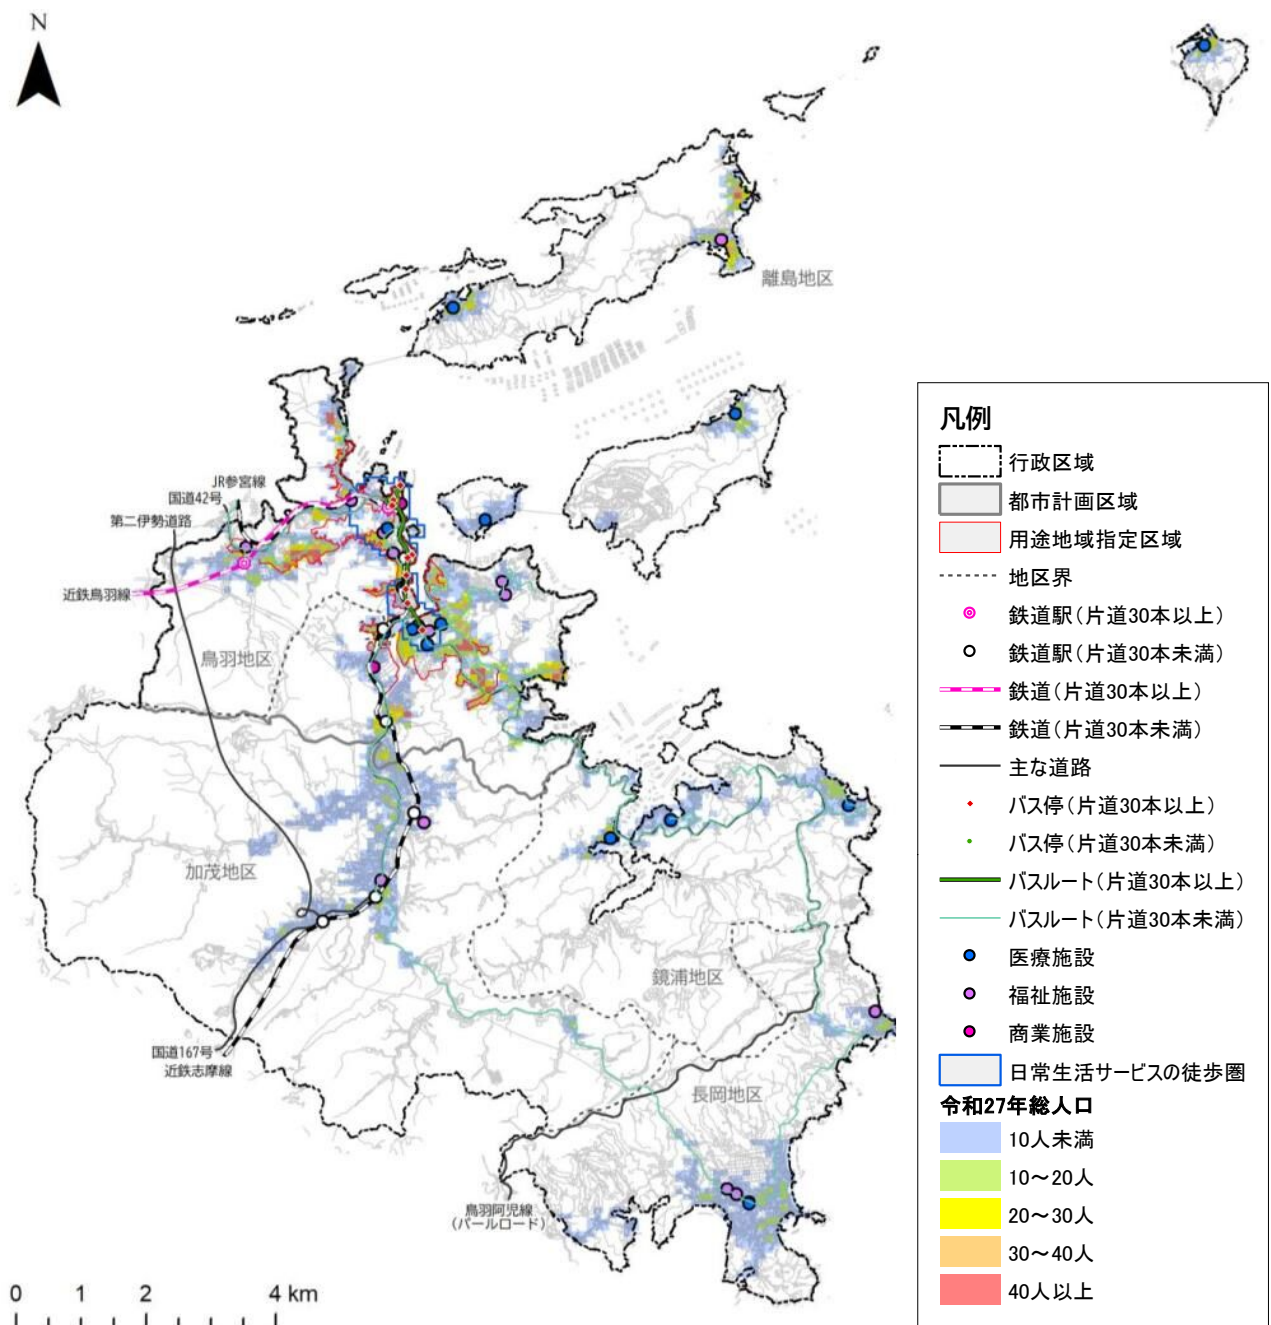 N
離島地区
JR参宮線
国道42号
第二伊勢道路
近鉄鳥羽線
鳥羽地区
加茂地区
鏡浦地区
国道167号
近鉄志摩線
長岡地区
鳥羽阿児線
(パールロード)
0 1 2 4 km
凡例
行政区域
都市計画区域
用途地域指定区域
地区界
鉄道駅(片道30本以上)
鉄道駅(片道30本未満)
鉄道(片道30本以上)
鉄道(片道30本未満)
主な道路
バス停(片道30本以上)
バス停(片道30本未満)
バスルート(片道30本以上)
バスルート(片道30本未満)
医療施設
福祉施設
商業施設
日常生活サービスの徒歩圏
令和27年総人口
10人未満
10～20人
20～30人
30～40人
40人以上